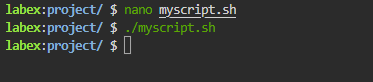 labex:project/ $ nano myscript.sh
labex:project/ $ ./myscript.sh
labex:project/ $